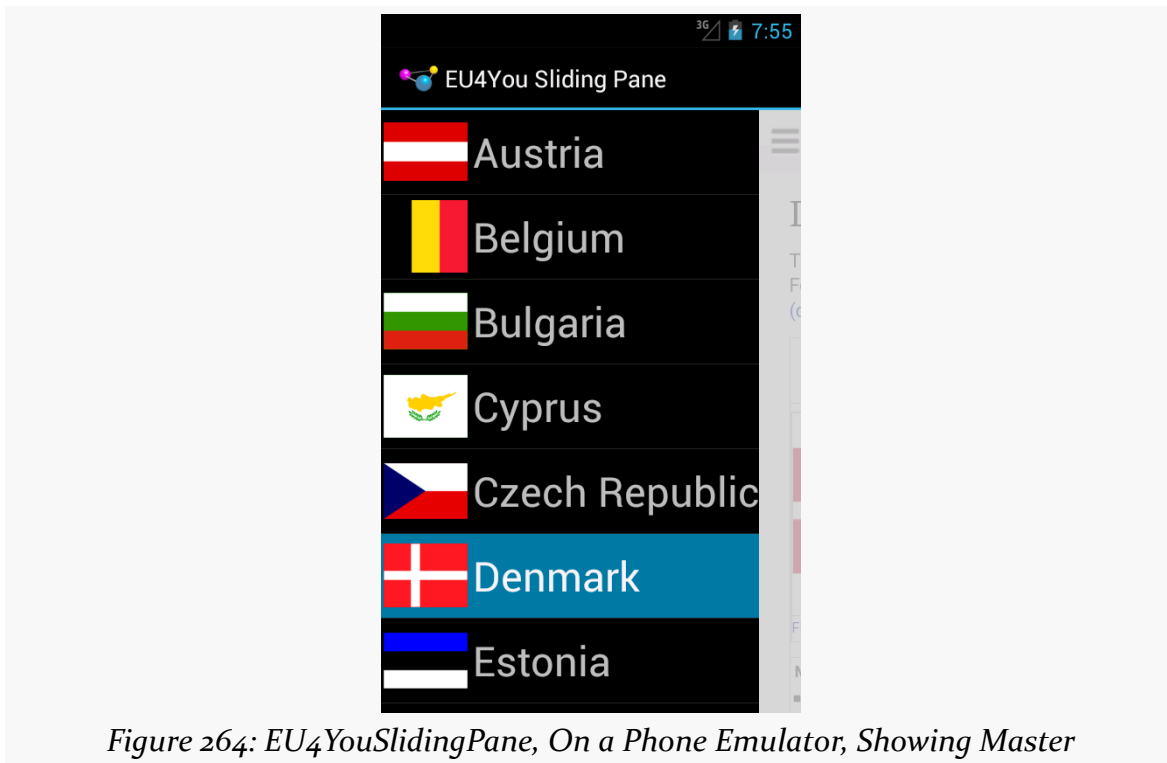 3G 7:55
EU4You Sliding Pane
Austria
Belgium
Bulgaria
Cyprus
Czech Republic
Denmark
Estonia
Figure 264: EU4YouSlidingPane, On a Phone Emulator, Showing Master